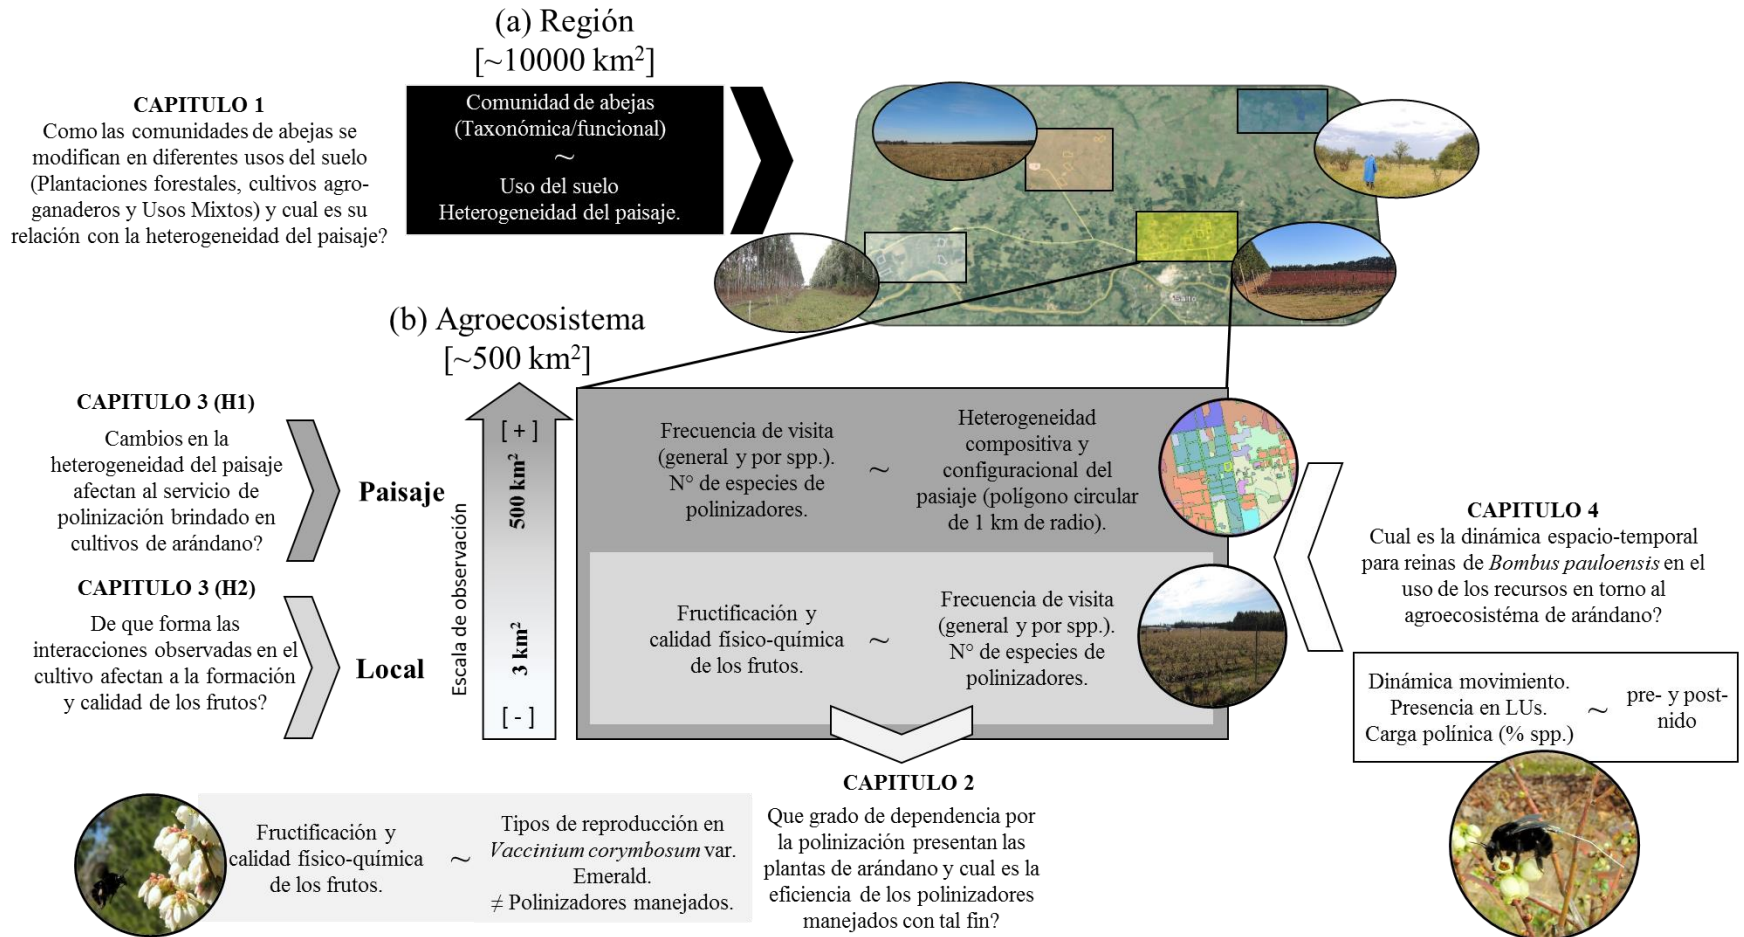 (a) Región
[~10000 km²]
CAPITULO 1
Como las comunidades de abejas se
modifican en diferentes usos del suelo
(Plantaciones forestales, cultivos agro-
ganaderos y Usos Mixtos) y cual es su
relación con la heterogeneidad del paisaje?
Comunidad de abejas
(Taxonómica/funcional)
~
Uso del suelo
Heterogeneidad del paisaje.
Salto
(b) Agroecosistema
[~500 km²]
CAPITULO 3 (H1)
Cambios en la
heterogeneidad del paisaje
afectan al servicio de
polinización brindado en
cultivos de arándano?
Paisaje
CAPITULO 3 (H2)
De que forma las
interacciones observadas en el
cultivo afectan a la formación
y calidad de los frutos?
Local
Escala de observación
[ + ]
500 km²
3 km²
[ - ]
Frecuencia de visita
(general y por spp.).
N° de especies de
polinizadores.
~
Heterogeneidad
compositiva y
configuracional del
pasiaje (polígono circular
de 1 km de radio).
Fructificación y
calidad físico-química
de los frutos.
~
Frecuencia de visita
(general y por spp.).
N° de especies de
polinizadores.
CAPITULO 4
Cual es la dinámica espacio-temporal
para reinas de Bombus pauloensis en el
uso de los recursos en torno al
agroecosistéma de arándano?
Dinámica movimiento.
Presencia en LUs.
Carga polínica (% spp.)
~
pre- y post-
nido
CAPITULO 2
Que grado de dependencia por
la polinización presentan las
plantas de arándano y cual es la
eficiencia de los polinizadores
manejados con tal fin?
Fructificación y
calidad físico-química
de los frutos.
~
Tipos de reproducción en
Vaccinium corymbosum var.
Emerald.
≠ Polinizadores manejados.